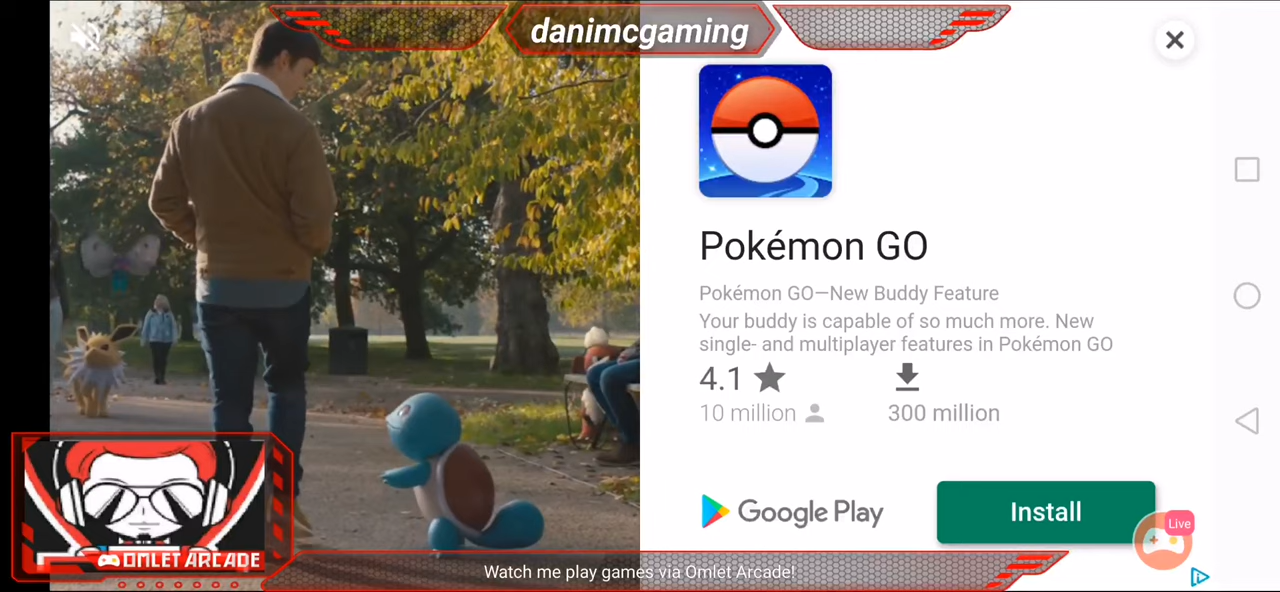 danimcgaming
Pokémon GO
Pokémon GO—New Buddy Feature
Your buddy is capable of so much more. New
single- and multiplayer features in Pokémon GO
4.1
10 million
300 million
Google Play
Install
Live
OMLET ARCADE
Watch me play games via Omlet Arcade!